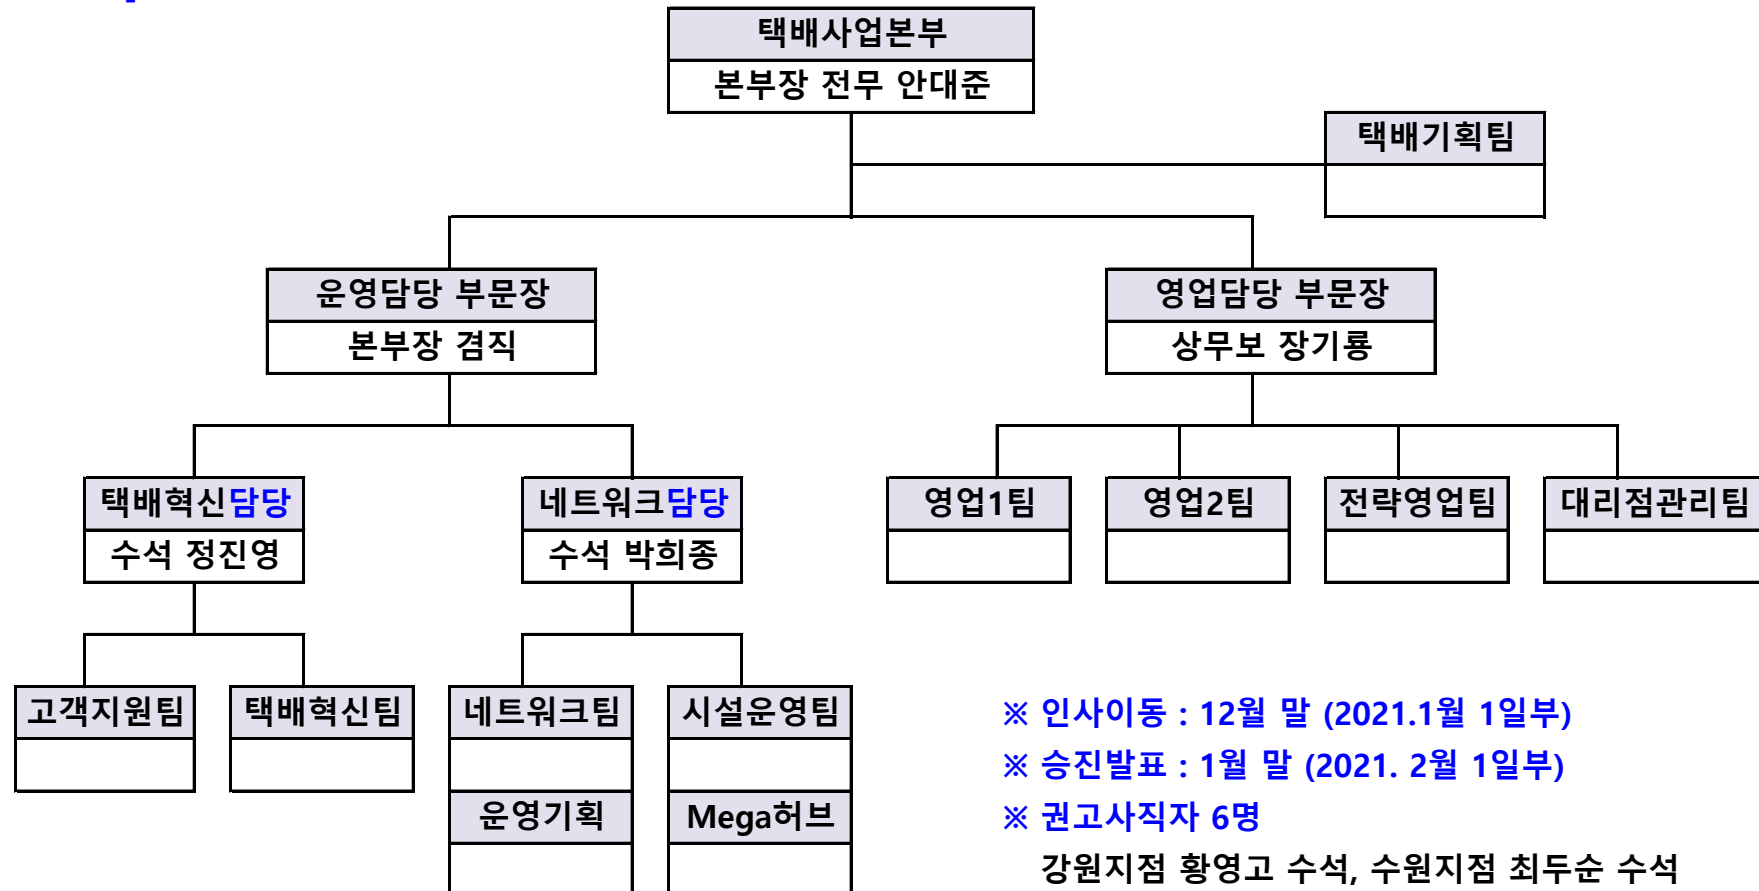 택배사업본부
본부장 전무 안대준
택배기획팀
운영담당 부문장
본부장 겸직
영업담당 부문장
상무보 장기룡
택배혁신담당
수석 정진영
네트워크담당
수석 박희종
영업1팀
영업2팀
전략영업팀
대리점관리팀
고객지원팀
택배혁신팀
네트워크팀
시설운영팀
운영기획
Mega허브
※ 인사이동 : 12월 말 (2021.1월 1일부)
※ 승진발표 : 1월 말 (2021. 2월 1일부)
※ 권고사직자 6명
강원지점 황영고 수석, 수원지점 최두순 수석